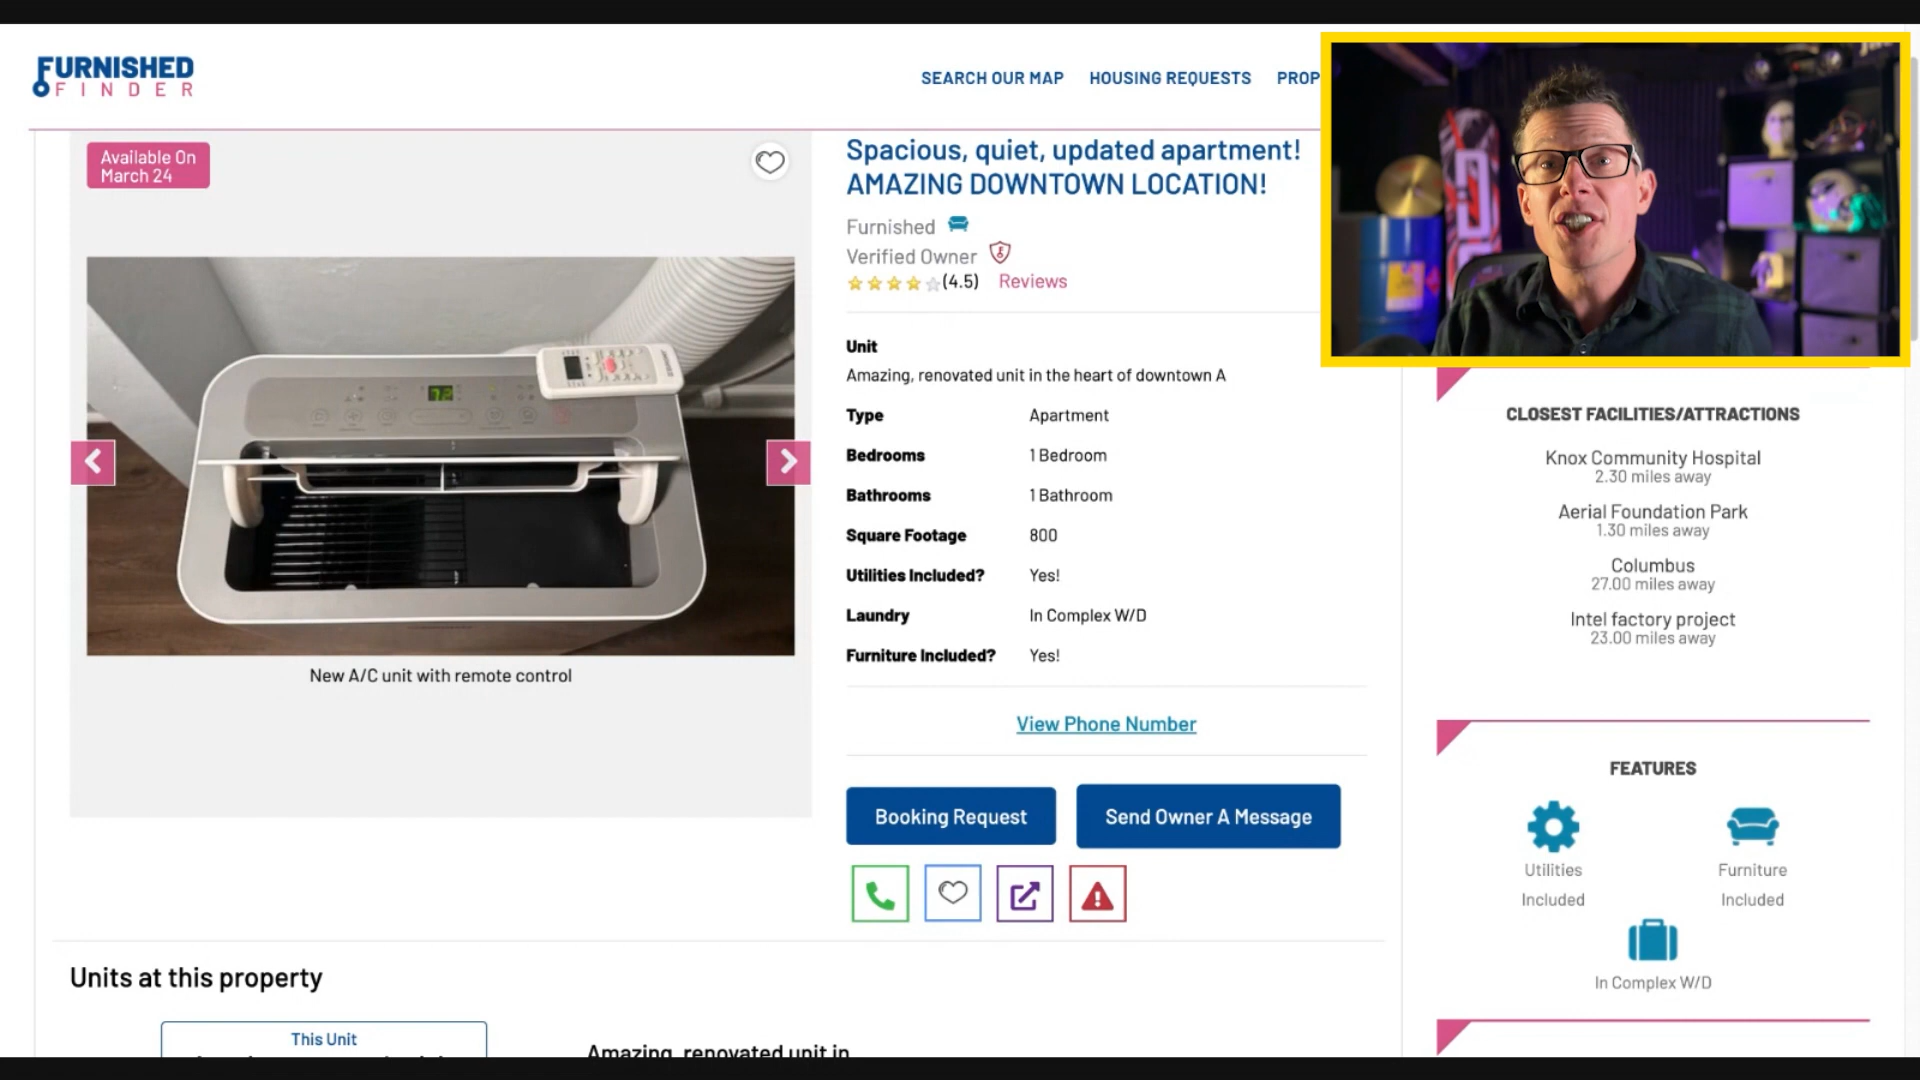 FURNISHED
FINDER
SEARCH OUR MAP
HOUSING REQUESTS
PROP
Available On
March 24
Spacious, quiet, updated apartment!
AMAZING DOWNTOWN LOCATION!
Furnished
Verified Owner
(4.5)
Reviews
Unit
Amazing, renovated unit in the heart of downtown A
Type
Apartment
Bedrooms
1 Bedroom
Bathrooms
1 Bathroom
Square Footage
800
Utilities Included?
Yes!
Laundry
In Complex W/D
Furniture Included?
Yes!
72
New A/C unit with remote control
View Phone Number
Booking Request
Send Owner A Message
CLOSEST FACILITIES/ATTRACTIONS
Knox Community Hospital
2.30 miles away
Aerial Foundation Park
1.30 miles away
Columbus
27.00 miles away
Intel factory project
23.00 miles away
FEATURES
Utilities
Included
Furniture
Included
In Complex W/D
Units at this property
This Unit
Amazing, renovated unit in